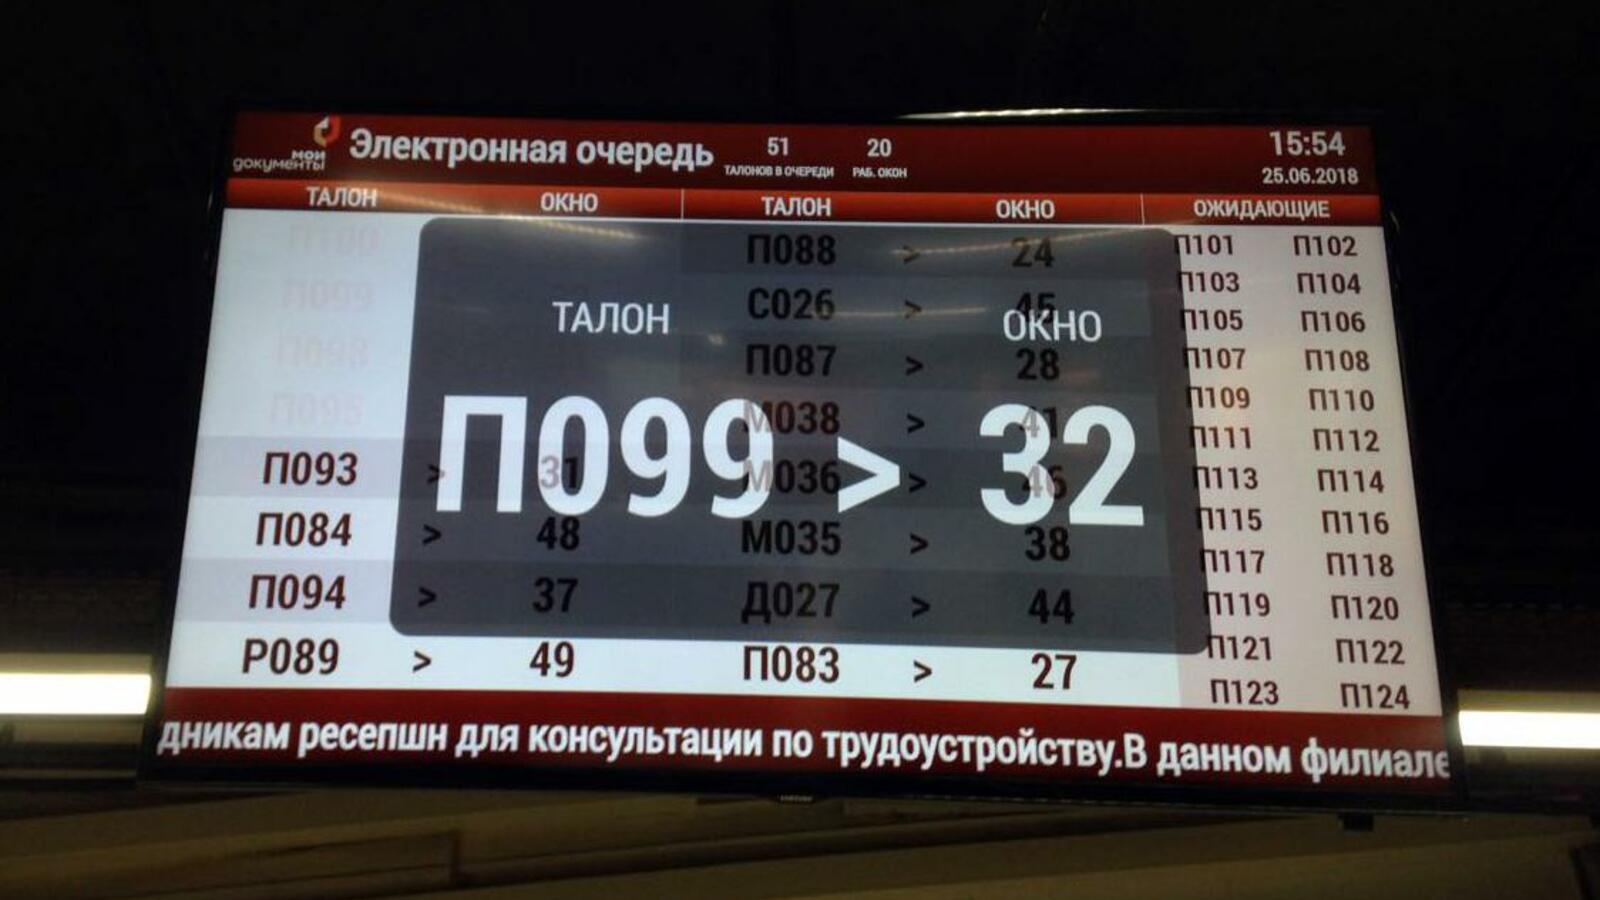 мои
документы
Электронная очередь
51
ТАЛОНОВ В ОЧЕРЕДИ
20
РАБ. ОКОН
15:54
25.06.2018
ТАЛОН ОКНО ТАЛОН ОКНО ОЖИДАЮЩИЕ
П100 П088 > 24 П101 П102
П099 С026 > 45 П103 П104
ТАЛОН ОКНО
П105 П106
П098 П087 > 28 П107 П108
П095 М038 > 41 П109 П110
П099 > 32
П111 П112
П093 > 31 М036 > 46 П113 П114
П084 > 48 М035 > 38 П115 П116
П117 П118
П094 > 37 Д027 > 44 П119 П120
Р089 > 49 П083 > 27 П121 П122
П123 П124
дникам ресепшн для консультации по трудоустройству.В данном филиале